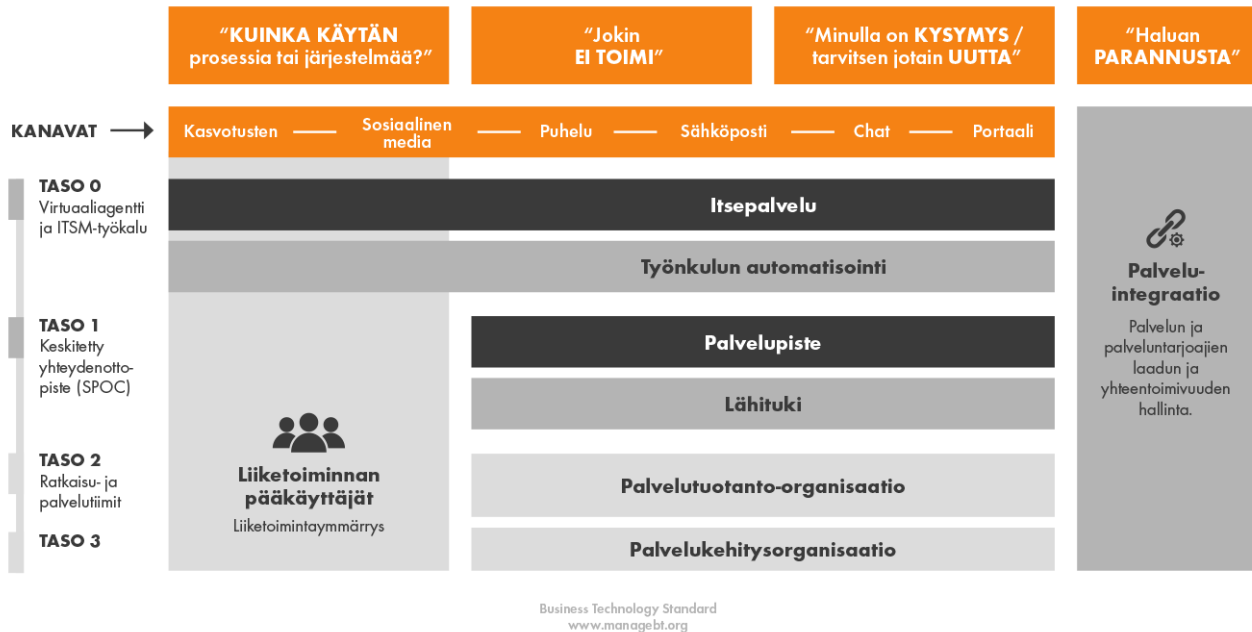 “KUINKA KÄYTÄN
prosessia tai järjestelmää?”
“Jokin
EI TOIMI”
“Minulla on KYSYMYS /
tarvitsen jotain UUTTA”
“Haluan
PARANNUSTA”
KANAVAT
Kasvotusten
Sosiaalinen
media
Puhelu
Sähköposti
Chat
Portaali
TASO 0
Virtuaaliagentti
ja ITSM-työkalu
Itsepalvelu
Työnkulun automatisointi
TASO 1
Keskitetty
yhteydenotto-
piste (SPOC)
Palvelupiste
Lähituki
TASO 2
Ratkaisu- ja
palvelutiimit
Palvelutuotanto-organisaatio
TASO 3
Palvelukehitysorganisaatio
Liiketoiminnan
pääkäyttäjät
Liiketoimintaymmärrys
Palvelu-
integraatio
Palvelun ja
palveluntarjoajien
laadun ja
yhteentoimivuuden
hallinta.
Business Technology Standard
www.managebt.org